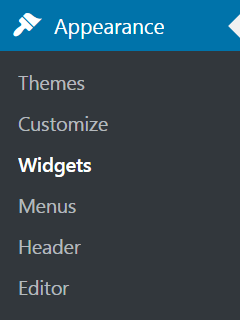 Appearance
Themes
Customize
Widgets
Menus
Header
Editor